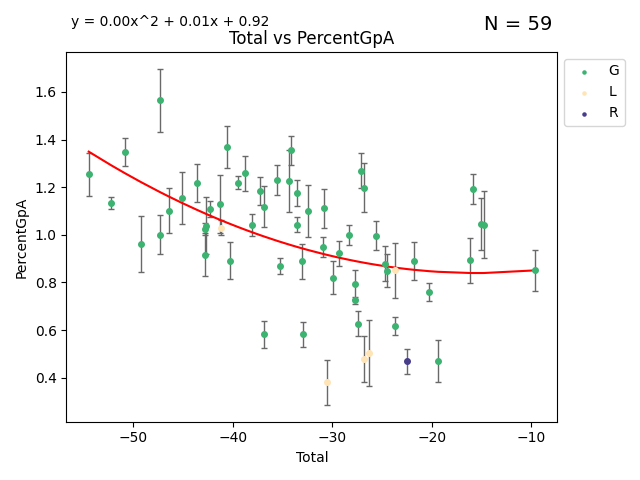 y = 0.00x^2 + 0.01x + 0.92
N = 59
Total vs PercentGpA
G
L
R
PercentGpA
1.6
1.4
1.2
1.0
0.8
0.6
0.4
−50
−40
−30
−20
−10
Total